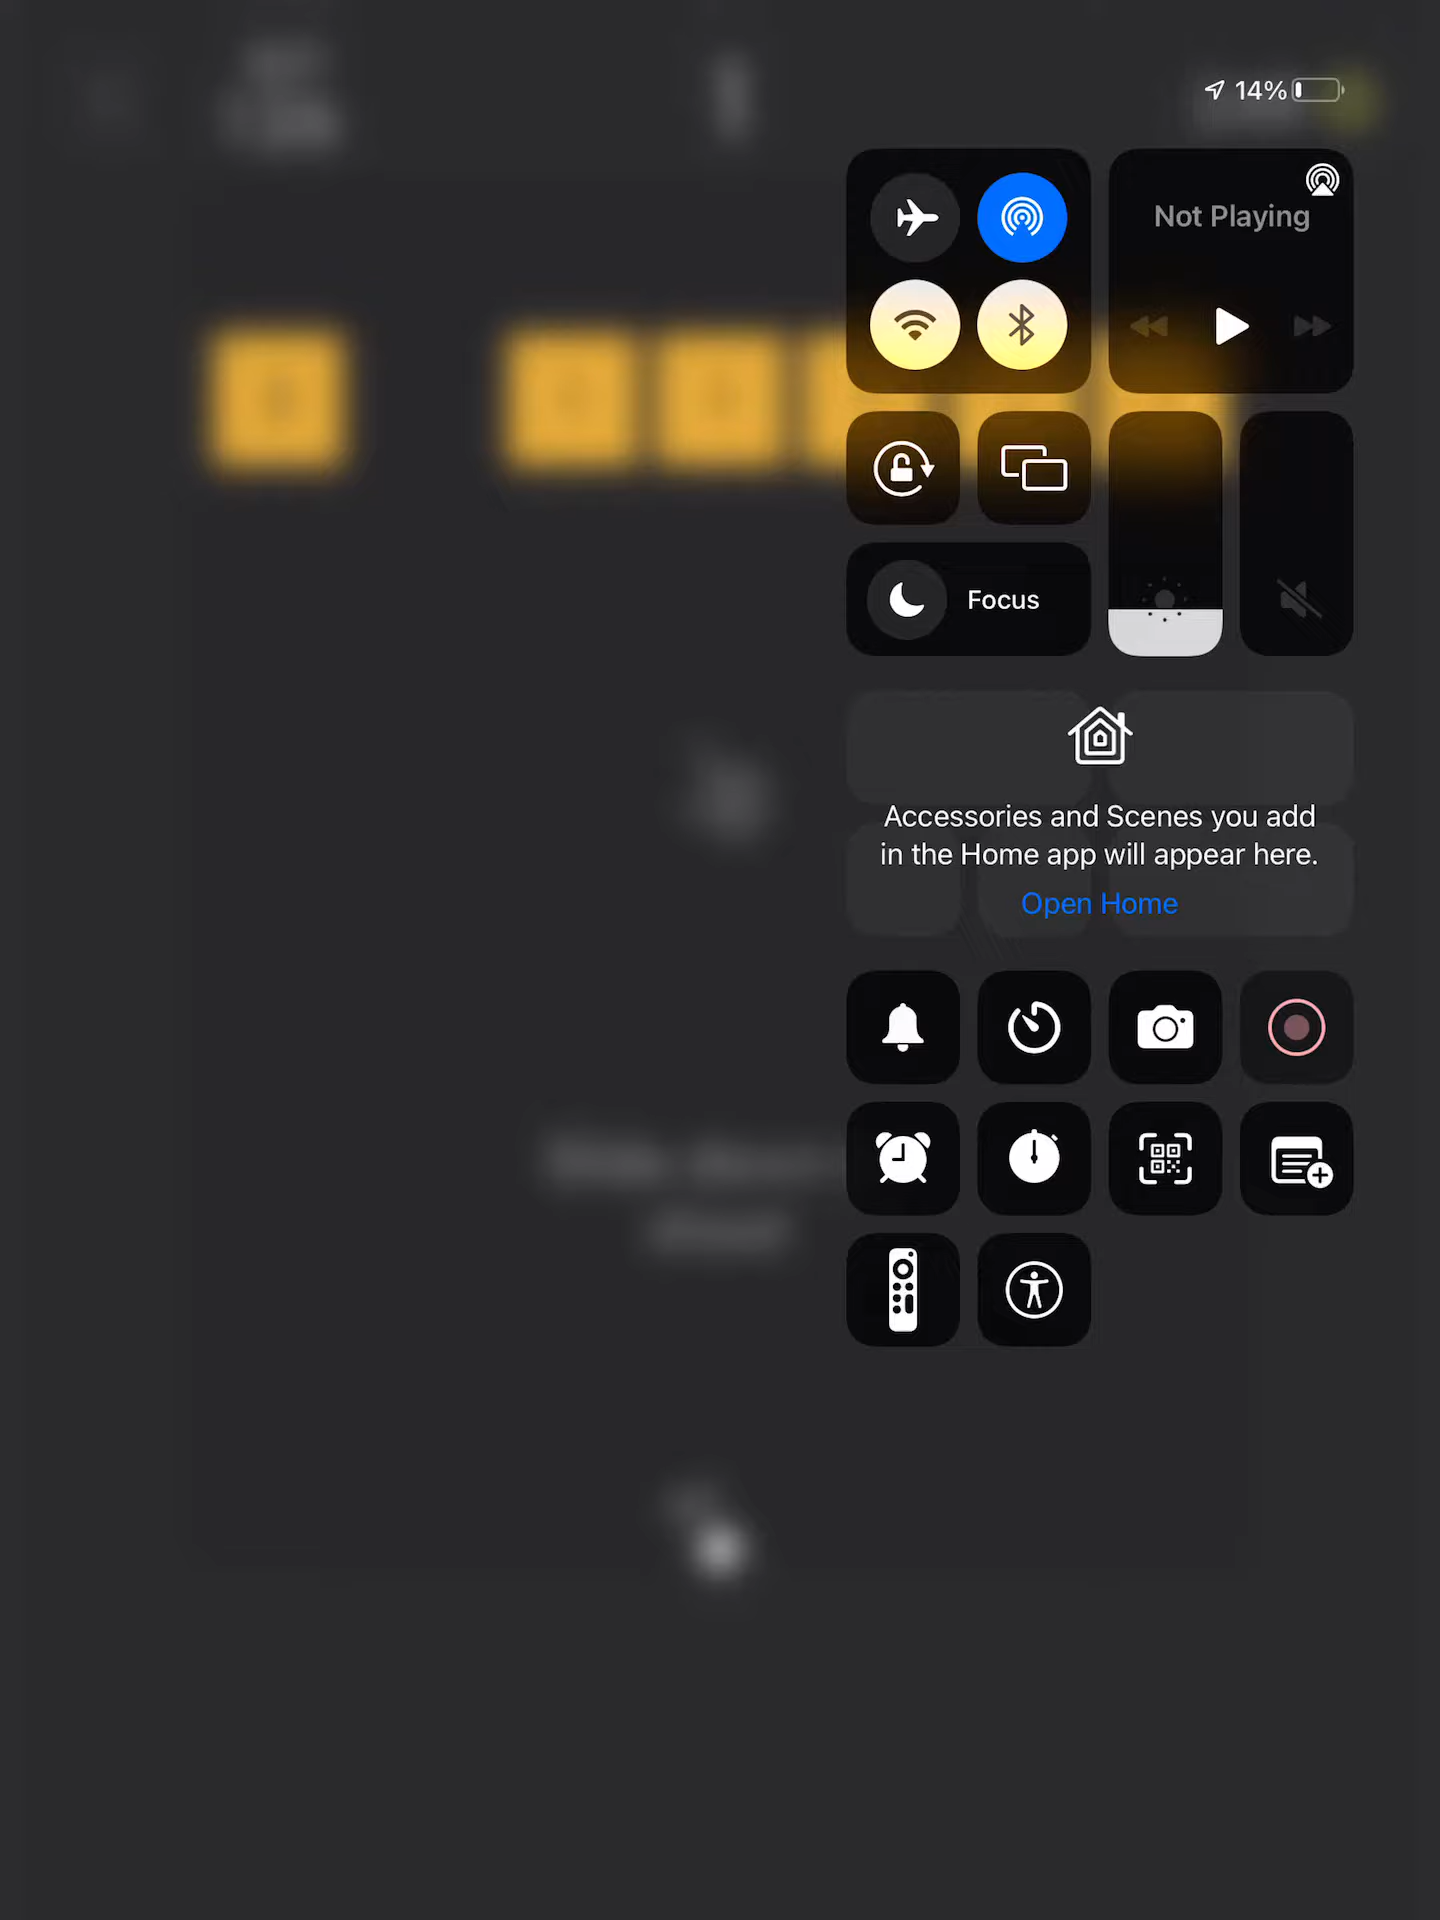 14%
Not Playing
Focus
Accessories and Scenes you add
in the Home app will appear here.
Open Home